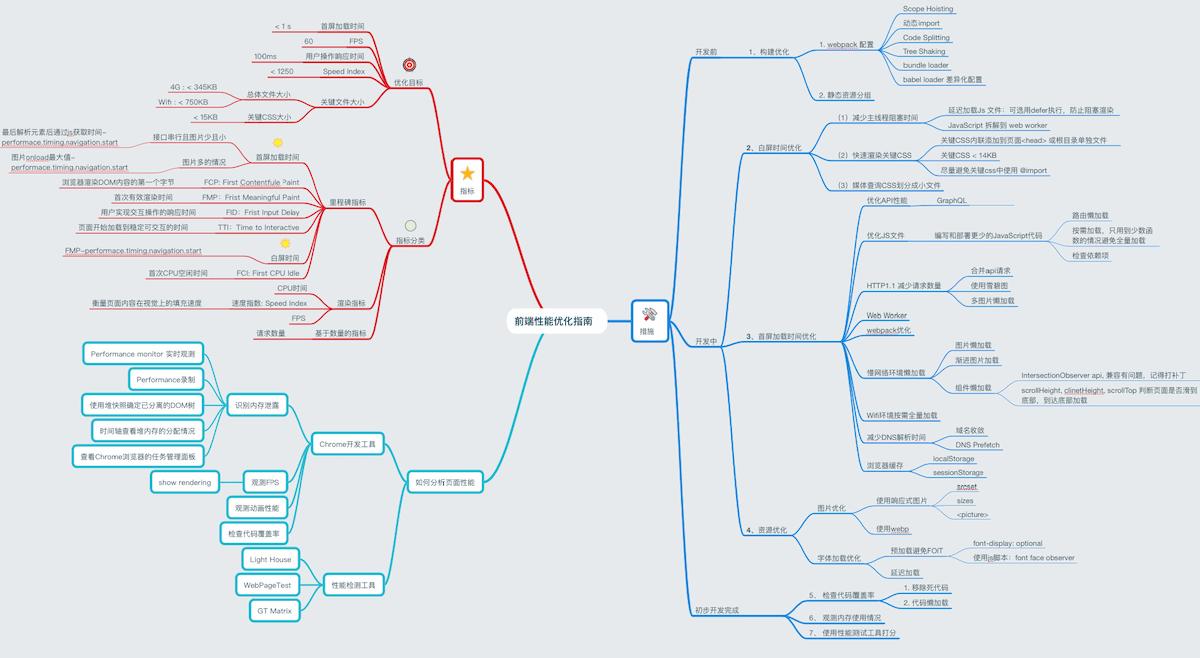 前端性能优化指南
指标
优化目标
首屏加载时间
< 1 s
FPS
60
用户操作响应时间
100ms
Speed Index
< 1250
关键文件大小
总体文件大小
4G：< 345KB
Wifi：< 750KB
关键CSS大小
< 15KB
指标分类
里程碑指标
首屏加载时间
接口串行且图片少且小
最后解析元素后通过js获取时间-
performace.timing.navigation.start
图片多的情况
图片onload最大值-
performace.timing.navigation.start
FCP: First Contentfule Paint
浏览器渲染DOM内容的第一个字节
FMP：Frist Meaningful Paint
首次有效渲染时间
FID：Frist Input Delay
用户实现交互操作的响应时间
TTI：Time to Interactive
页面开始加载到稳定可交互的时间
白屏时间
FMP-performace.timing.navigation.start
FCI: First CPU Idle
首次CPU空闲时间
渲染指标
CPU时间
速度指数: Speed Index
衡量页面内容在视觉上的填充速度
FPS
基于数量的指标
请求数量
如何分析页面性能
Chrome开发工具
识别内存泄露
Performance monitor 实时观测
Performance录制
使用堆快照确定已分离的DOM树
时间轴查看堆内存的分配情况
查看Chrome浏览器的任务管理面板
观测FPS
show rendering
观测动画性能
检查代码覆盖率
性能检测工具
Light House
WebPageTest
GT Matrix
措施
开发前
1、构建优化
1. webpack 配置
Scope Hoisting
动态import
Code Splitting
Tree Shaking
bundle loader
babel loader 差异化配置
2. 静态资源分组
开发中
2、白屏时间优化
（1）减少主线程阻塞时间
延迟加载Js 文件：可选用defer执行，防止阻塞渲染
JavaScript 拆解到 web worker
（2）快速渲染关键CSS
关键CSS内联添加到页面<head> 或根目录单独文件
关键CSS < 14KB
尽量避免关键css中使用 @import
（3）媒体查询CSS划分成小文件
3、首屏加载时间优化
优化API性能
GraphQL
优化JS文件
编写和部署更少的JavaScript代码
路由懒加载
按需加载，只用到少数函
数的情况避免全量加载
检查依赖项
HTTP1.1 减少请求数量
合并api请求
使用雪碧图
多图片懒加载
Web Worker
webpack优化
慢网络环境懒加载
图片懒加载
渐进图片加载
组件懒加载
IntersectionObserver api, 兼容有问题，记得打补丁
scrollHeight, clinetHeight, scrollTop 判断页面是否滑到
底部，到达底部加载
Wifi环境按需全量加载
减少DNS解析时间
域名收敛
DNS Prefetch
浏览器缓存
localStorage
sessionStorage
4、资源优化
图片优化
使用响应式图片
srcset
sizes
<picture>
使用webp
字体加载优化
预加载避免FOIT
font-display: optional
使用js脚本：font face observer
延迟加载
初步开发完成
5、 检查代码覆盖率
1. 移除死代码
2. 代码懒加载
6、 观测内存使用情况
7、 使用性能测试工具打分